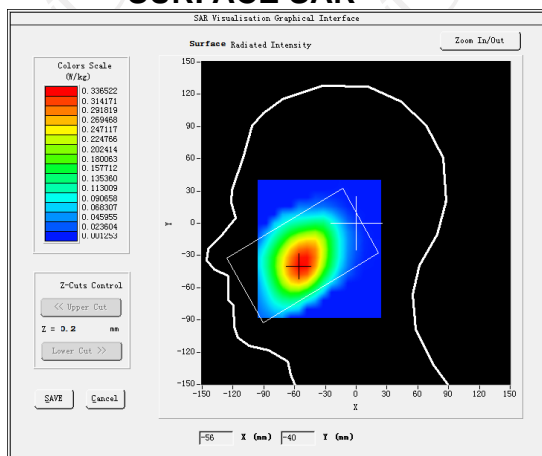 SURFACE SAR
SAR Visualisation Graphical Interface
Surface Radiated Intensity
Zoom In/Out
Colors Scale
(W/kg)
0.336522
0.314171
0.291819
0.269468
0.247117
0.224766
0.202414
0.180063
0.157712
0.135360
0.113009
0.090658
0.068307
0.045955
0.023604
0.001253
Z-Cuts Control
<< Upper Cut
Z = 0.2 mm
Lower Cut >>
SAVE Cancel
150
120
90
60
30
0
-30
-60
-90
-120
-150
Y
-150 -120 -90 -60 -30 0 30 60 90 120 150
X
-56 X (mm) -40 Y (mm)